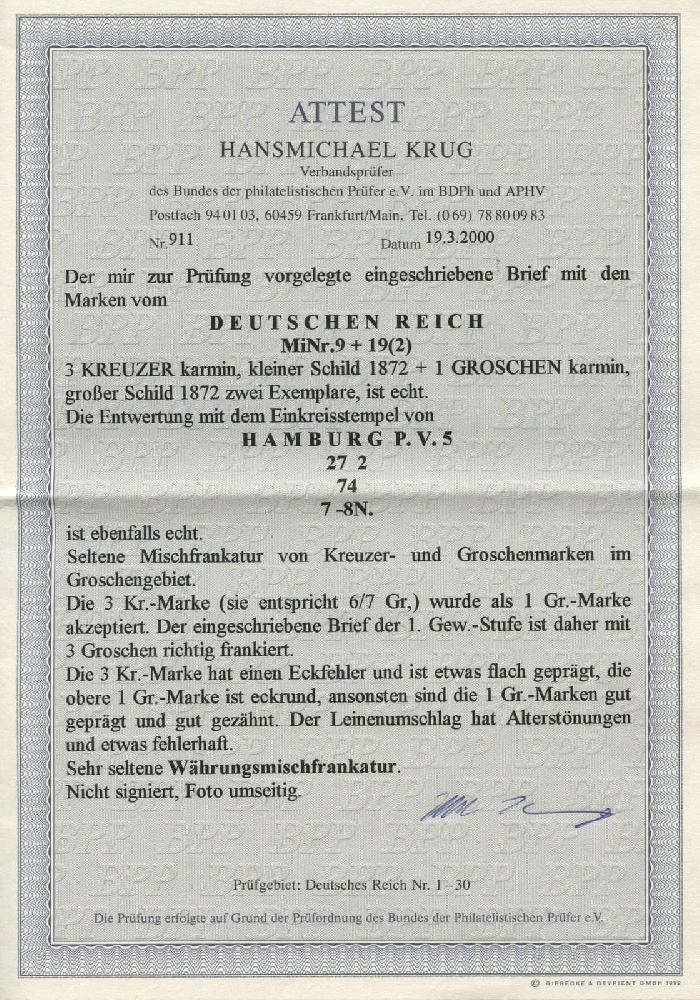 ATTEST
HANSMICHAEL KRUG
Verbandsprüfer
des Bundes der philatelistischen Prüfer e.V. im BDPh und APHV
Postfach 94 01 03, 60459 Frankfurt/Main, Tel. (0 69) 78 80 09 83
Nr. 911 Datum 19.3.2000
Der mir zur Prüfung vorgelegte eingeschriebene Brief mit den
Marken vom
DEUTSCHEN REICH
MiNr.9 + 19(2)
3 KREUZER karmin, kleiner Schild 1872 + 1 GROSCHEN karmin,
großer Schild 1872 zwei Exemplare, ist echt.
Die Entwertung mit dem Einkreisstempel von
HAMBURG P. V. 5
27 2
74
7 -8N.
ist ebenfalls echt.
Seltene Mischfrankatur von Kreuzer- und Groschenmarken im
Groschengebiet.
Die 3 Kr.-Marke (sie entspricht 6/7 Gr,) wurde als 1 Gr.-Marke
akzeptiert. Der eingeschriebene Brief der 1. Gew.-Stufe ist daher mit
3 Groschen richtig frankiert.
Die 3 Kr.-Marke hat einen Eckfehler und ist etwas flach geprägt, die
obere 1 Gr.-Marke ist eckrund, ansonsten sind die 1 Gr.-Marken gut
geprägt und gut gezähnt. Der Leinenumschlag hat Alterstönungen
und etwas fehlerhaft.
Sehr seltene Währungsmischfrankatur.
Nicht signiert, Foto umseitig.
Prüfgebiet: Deutsches Reich Nr. 1–30
Die Prüfung erfolgte auf Grund der Prüfordnung des Bundes der Philatelistischen Prüfer e.V.
© GIESECKE & DEVRIENT GMBH 1992